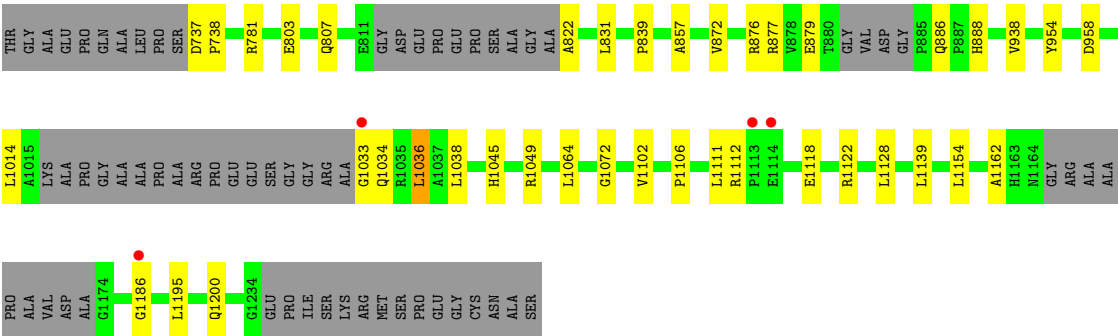 THR GLY ALA GLU PRO GLN ALA LEU PRO SER D737 P738 R781 E803 Q807 E811 GLY ASP GLU PRO GLU PRO SER ALA GLY ALA A822 L831 P839 A857 V872 R876 R877 V878 E879 T880 GLY VAL ASP GLY P885 Q886 P887 H888 V938 Y954 D958
L1014 A1015 LYS ALA PRO GLY ALA ALA PRO ALA ARG PRO GLU GLU SER GLY GLY ARG ALA G1033 Q1034 R1035 L1036 A1037 L1038 H1045 R1049 L1064 G1072 V1102 P1106 L1111 R1112 P1113 E1114 E1118 R1122 L1128 L1139 L1154 A1162 H1163 N1164 GLY ARG ALA ALA
PRO ALA VAL ASP ALA G1174 G1186 L1195 Q1200 G1234 GLU PRO ILE SER LYS ARG MET SER PRO GLU GLY CYS ASN ALA SER